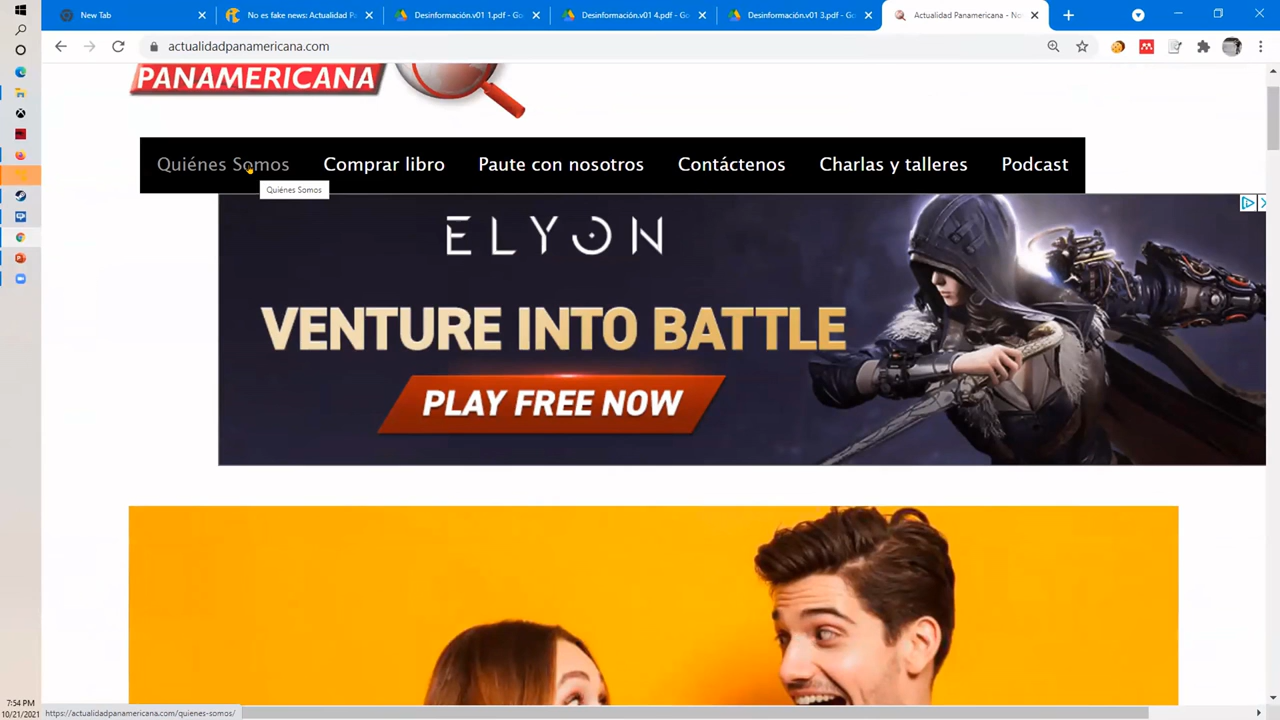 New Tab
No es fake news: Actualidad P
Desinformación.v01 1.pdf - Go
Desinformación.v01 4.pdf - Go
Desinformación.v01 3.pdf - Go
Actualidad Panamericana - No
actualidadpanamericana.com
PANAMERICANA
Quiénes Somos
Comprar libro
Paute con nosotros
Contáctenos
Charlas y talleres
Podcast
Quiénes Somos
ELYON
VENTURE INTO BATTLE
PLAY FREE NOW
7:54 PM
10/21/2021
https://actualidadpanamericana.com/quienes-somos/